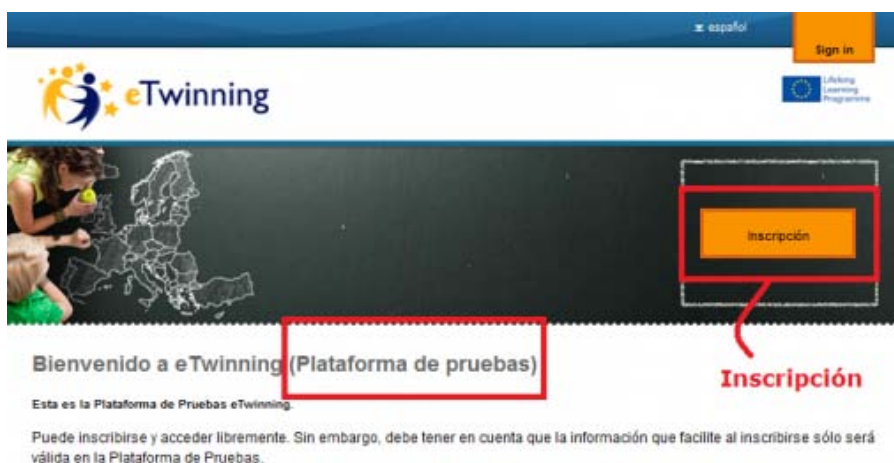 español
Sign in
eTwinning
Lifelong
Learning
Programme
Inscripción
Bienvenido a eTwinning (Plataforma de pruebas)
Inscripción
Esta es la Plataforma de Pruebas eTwinning.
Puede inscribirse y acceder libremente. Sin embargo, debe tener en cuenta que la información que facilite al inscribirse sólo será
válida en la Plataforma de Pruebas.